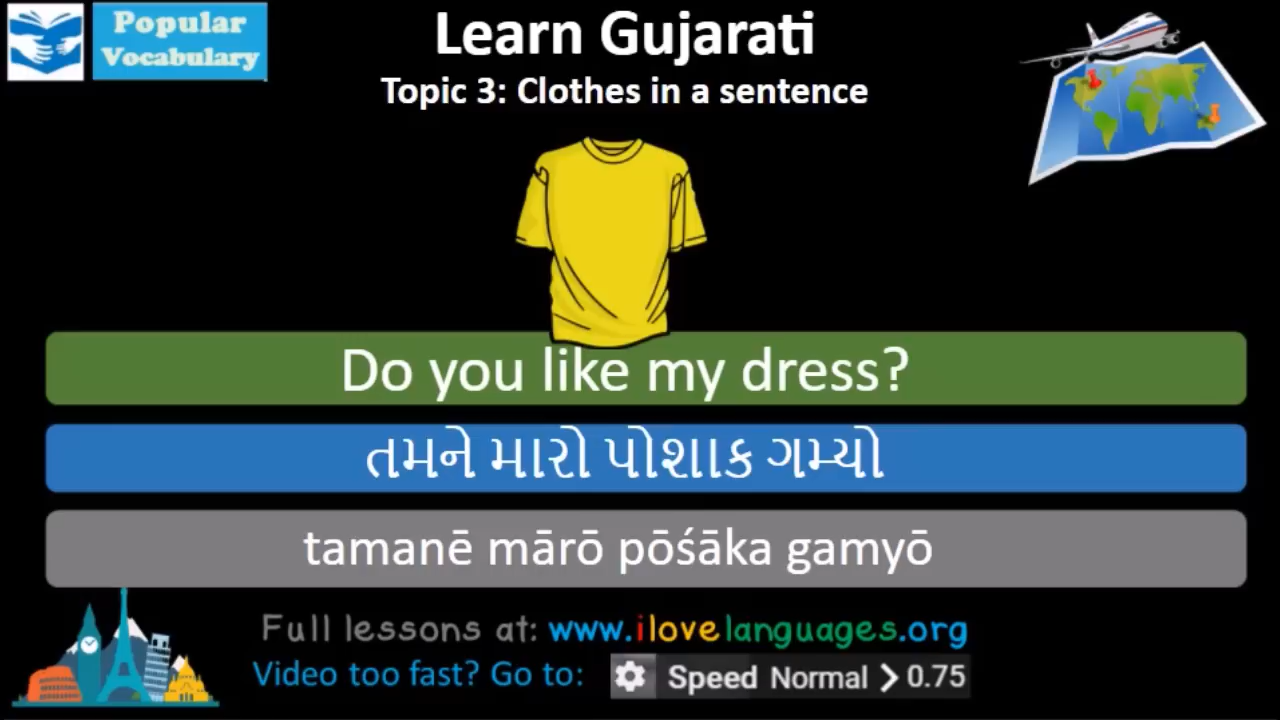 Popular
Vocabulary
Learn Gujarati
Topic 3: Clothes in a sentence
Do you like my dress?
તમને મારો પોશાક ગમ્યો
tamanē mārō pōśāka gamyō
Full lessons at: www.ilovelanguages.org
Video too fast? Go to: Speed Normal > 0.75